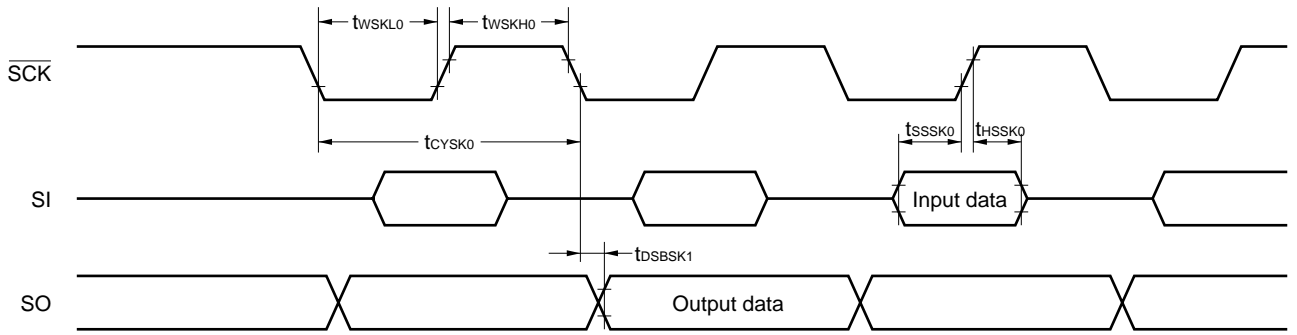 tWSKL0 tWSKH0
SCK
tCYSK0
tSSSK0 tHSSK0
SI
Input data
tDSBSK1
SO
Output data